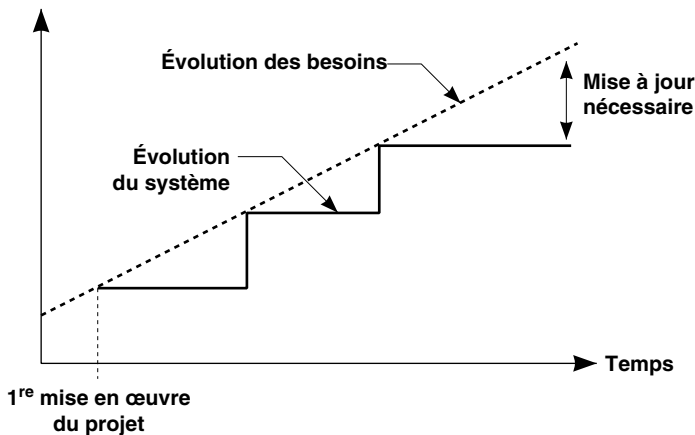 Évolution des besoins
Mise à jour
nécessaire
Évolution
du système
Temps
1re mise en œuvre
du projet